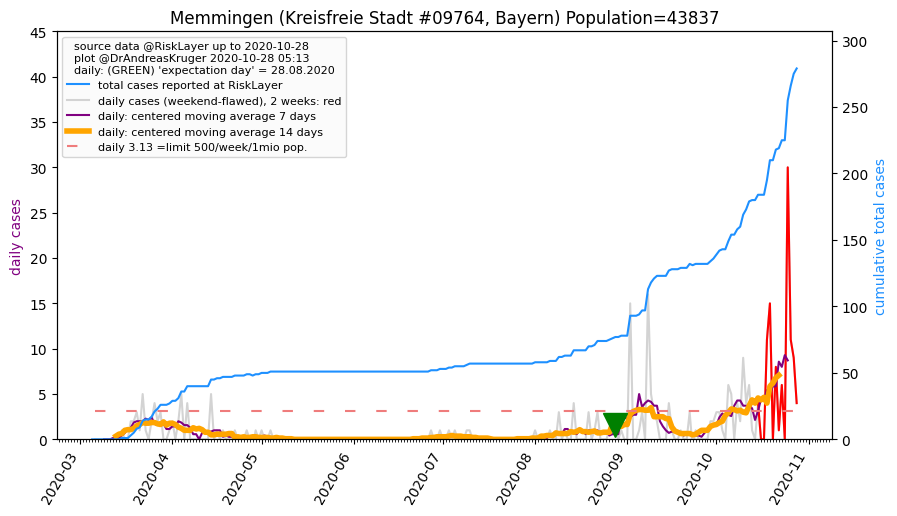 Memmingen (Kreisfreie Stadt #09764, Bayern) Population=43837
source data @RiskLayer up to 2020-10-28
plot @DrAndreasKruger 2020-10-28 05:13
daily: (GREEN) 'expectation day' = 28.08.2020
total cases reported at RiskLayer
daily cases (weekend-flawed), 2 weeks: red
daily: centered moving average 7 days
daily: centered moving average 14 days
daily 3.13 =limit 500/week/1mio pop.
daily cases
45
40
35
30
25
20
15
10
5
0
300
250
200
150
100
50
0
cumulative total cases
2020-03
2020-04
2020-05
2020-06
2020-07
2020-08
2020-09
2020-10
2020-11